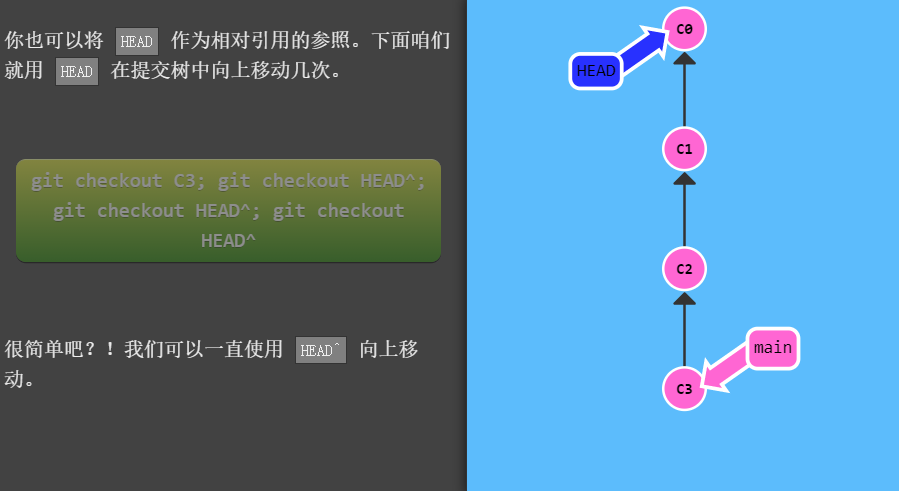 你也可以将 HEAD 作为相对引用的参照。下面咱们
就用 HEAD 在提交树中向上移动几次。
git checkout C3; git checkout HEAD^;
git checkout HEAD^; git checkout
HEAD^
很简单吧？！我们可以一直使用 HEAD^ 向上移
动。
C0
HEAD
C1
C2
main
C3